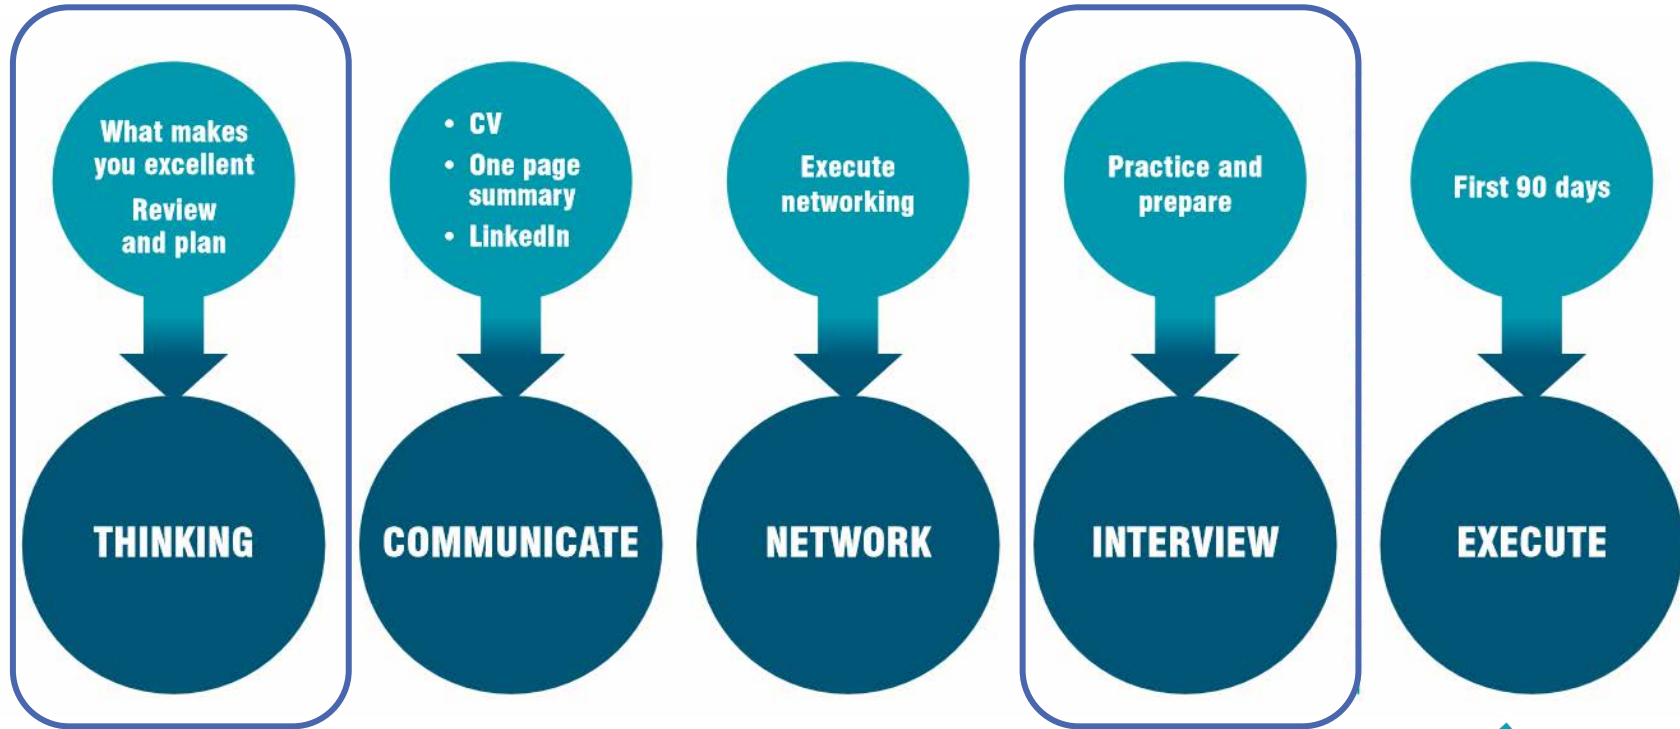 What makes
you excellent
Review
and plan
THINKING
• CV
• One page
summary
• LinkedIn
COMMUNICATE
Execute
networking
NETWORK
Practice and
prepare
INTERVIEW
First 90 days
EXECUTE